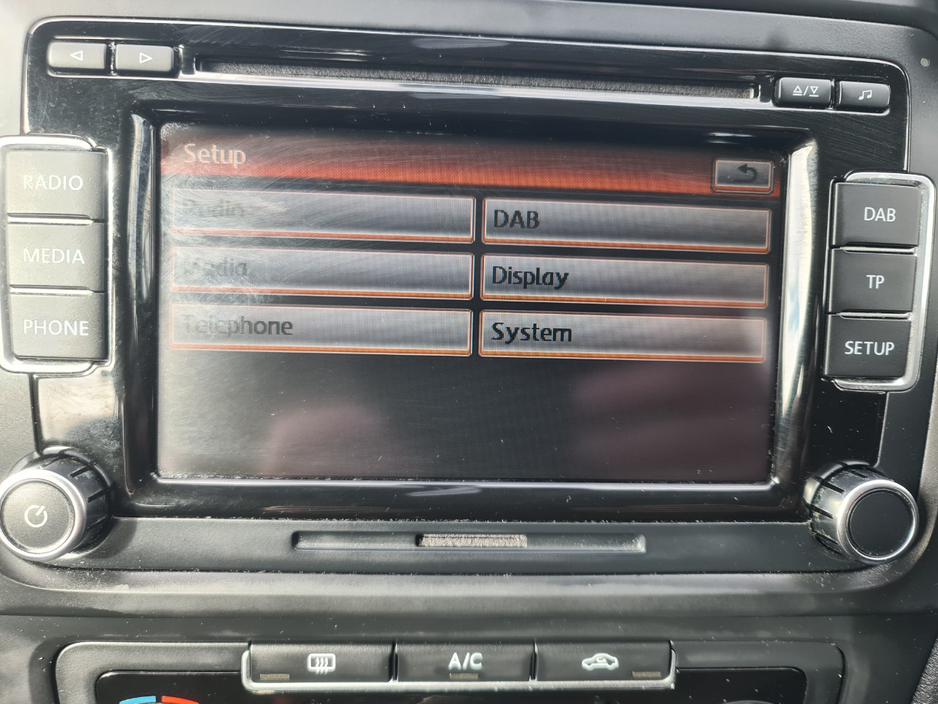 Setup
RADIO
Radio
DAB
DAB
MEDIA
Media
Display
TP
PHONE
Telephone
System
SETUP
A/C